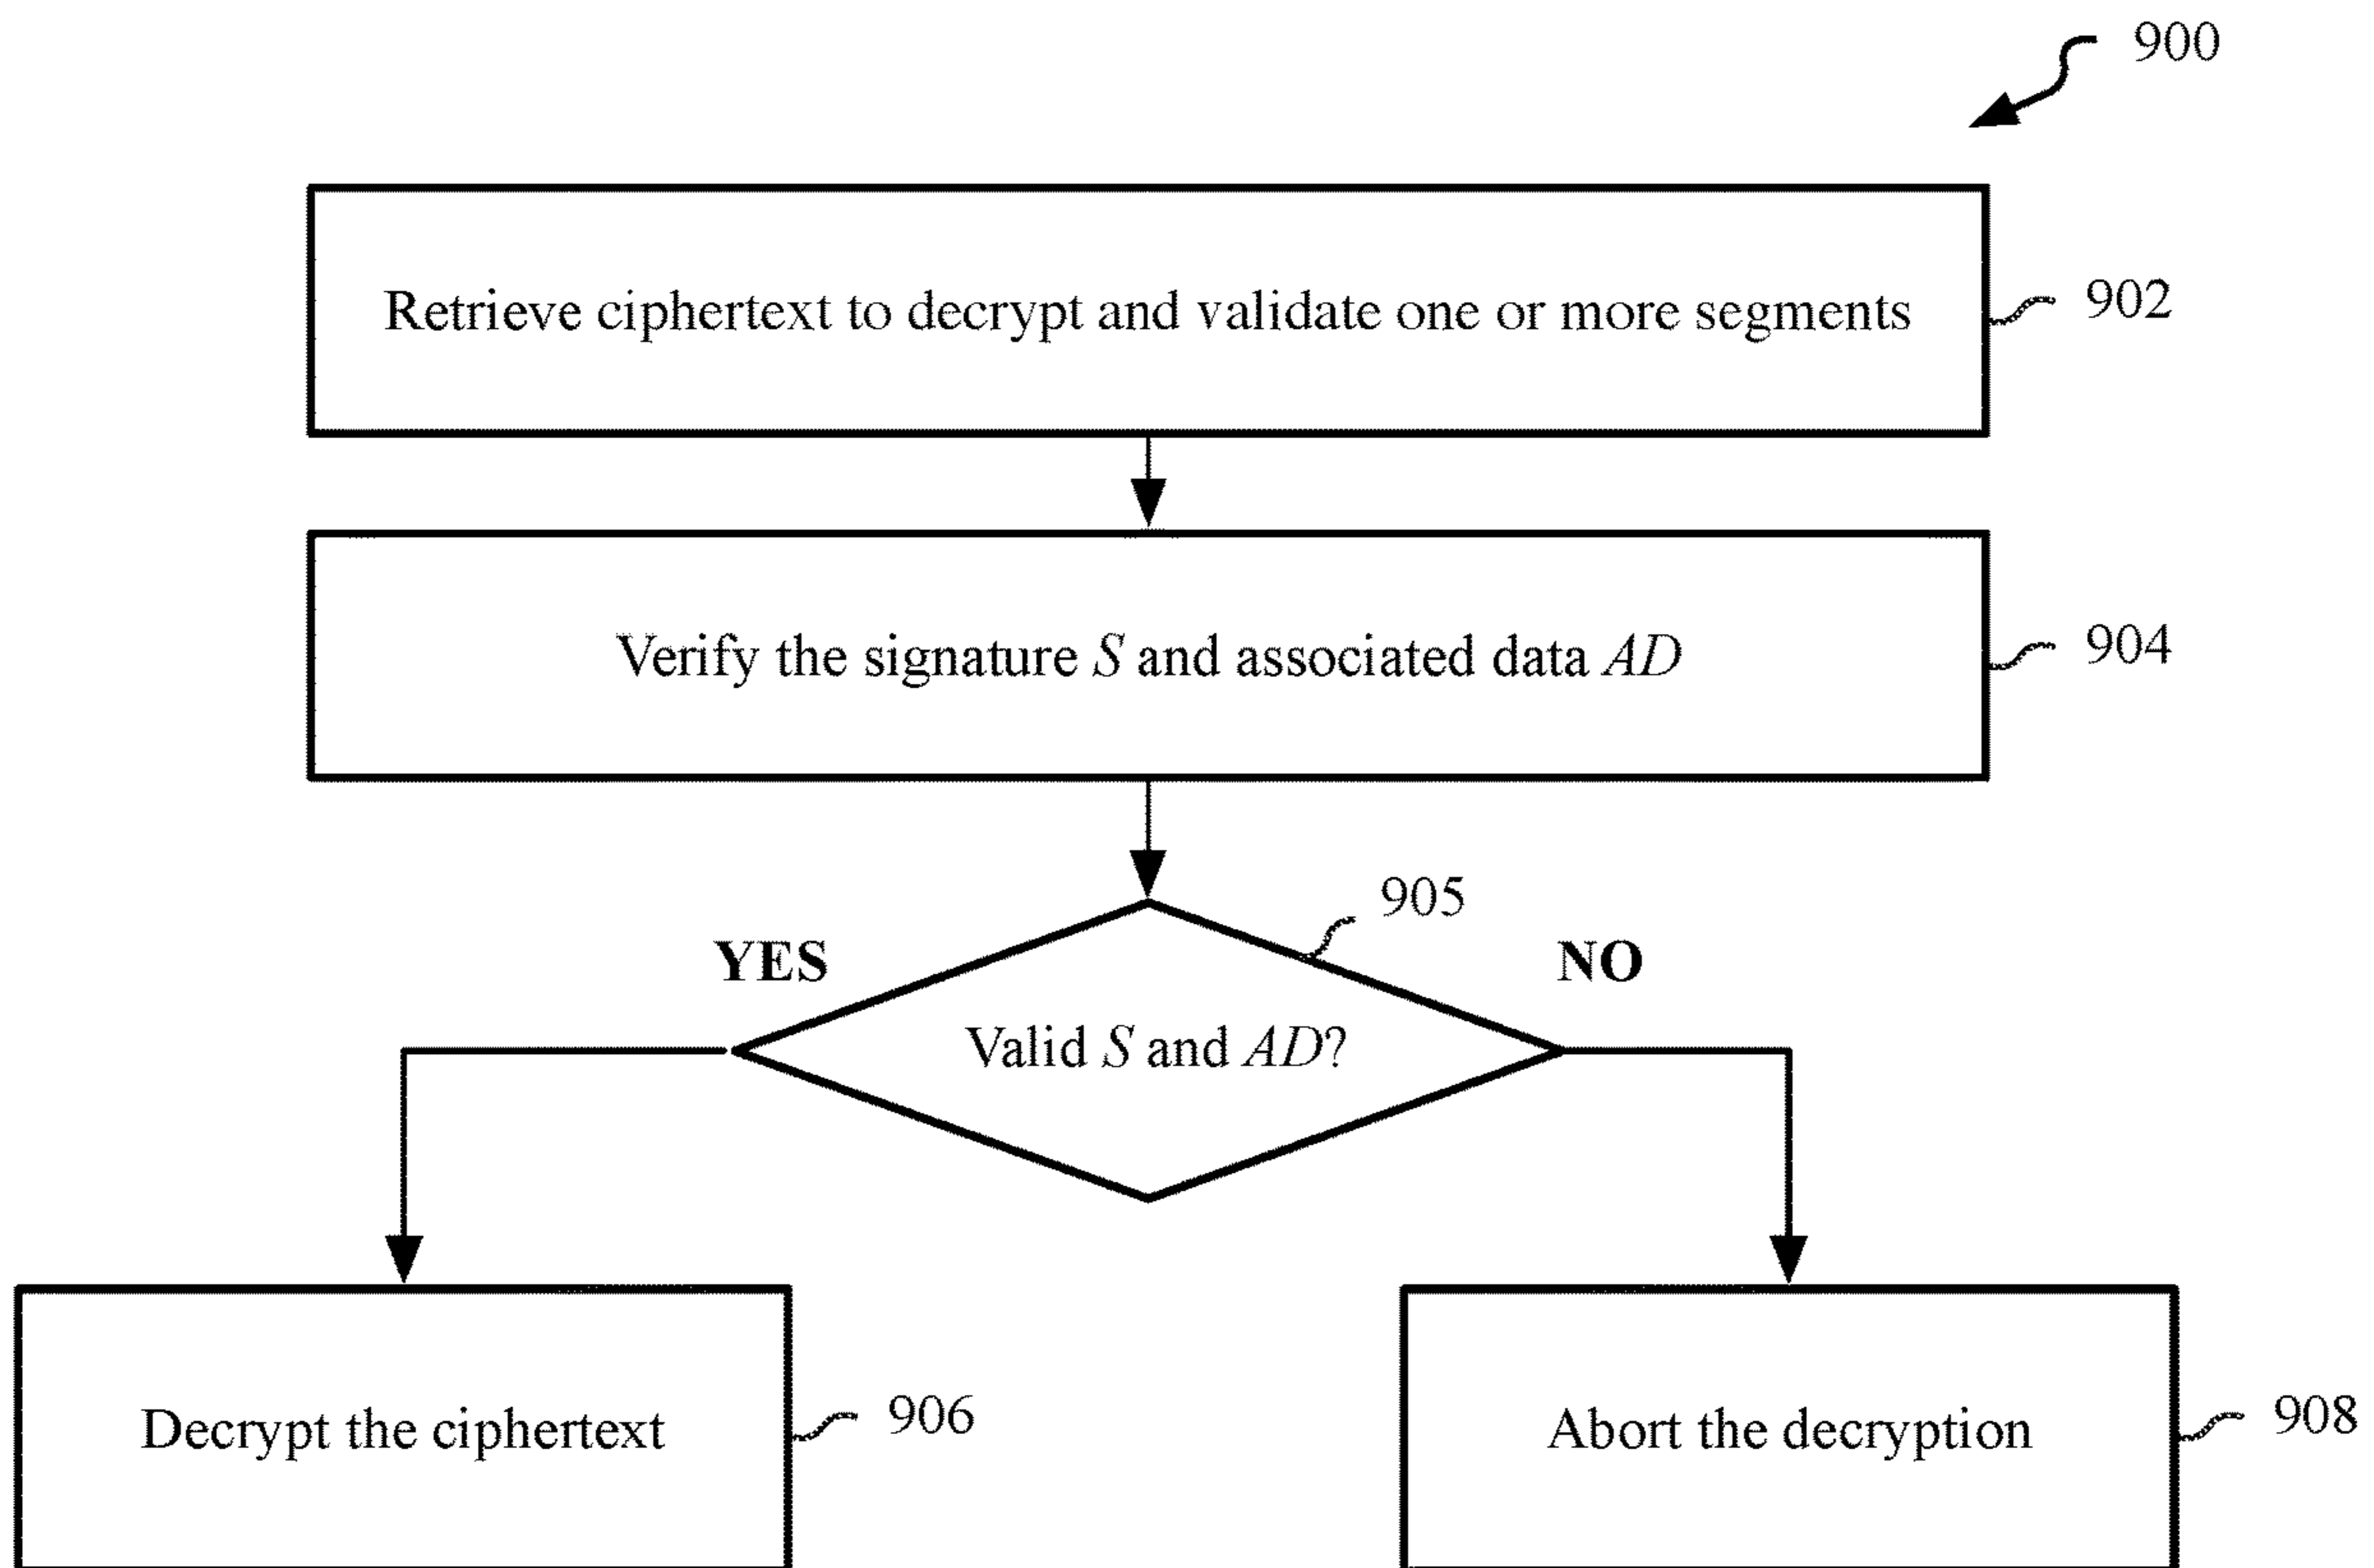 900
Retrieve ciphertext to decrypt and validate one or more segments
902
Verify the signature S and associated data AD
904
905
YES
NO
Valid S and AD?
Decrypt the ciphertext
906
Abort the decryption
908